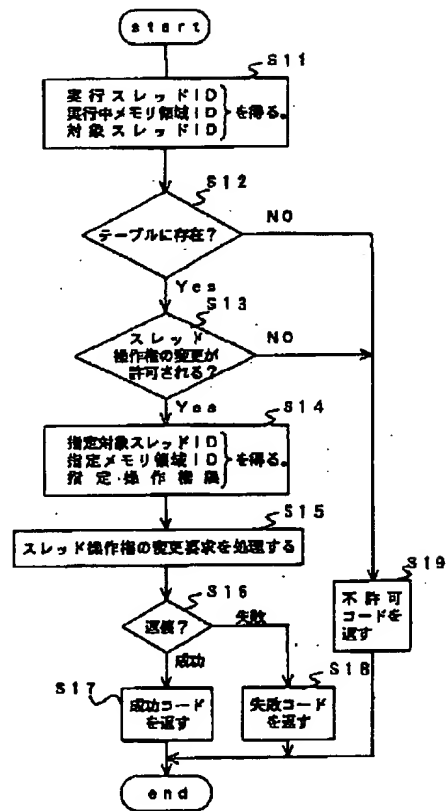 start
S11
実行スレッドID
実行中メモリ領域ID
対象スレッドID
を得る。
S12
テーブルに存在?
NO
Yes
S13
スレッド
操作権の変更が
許可される?
NO
Yes
S14
指定対象スレッドID
指定メモリ領域ID
指定操作権限
を得る。
S15
スレッド操作権の変更要求を処理する
S16
返値?
失敗
成功
S17
成功コード
を返す
S18
失敗コード
を返す
S19
不許可
コードを
返す
end